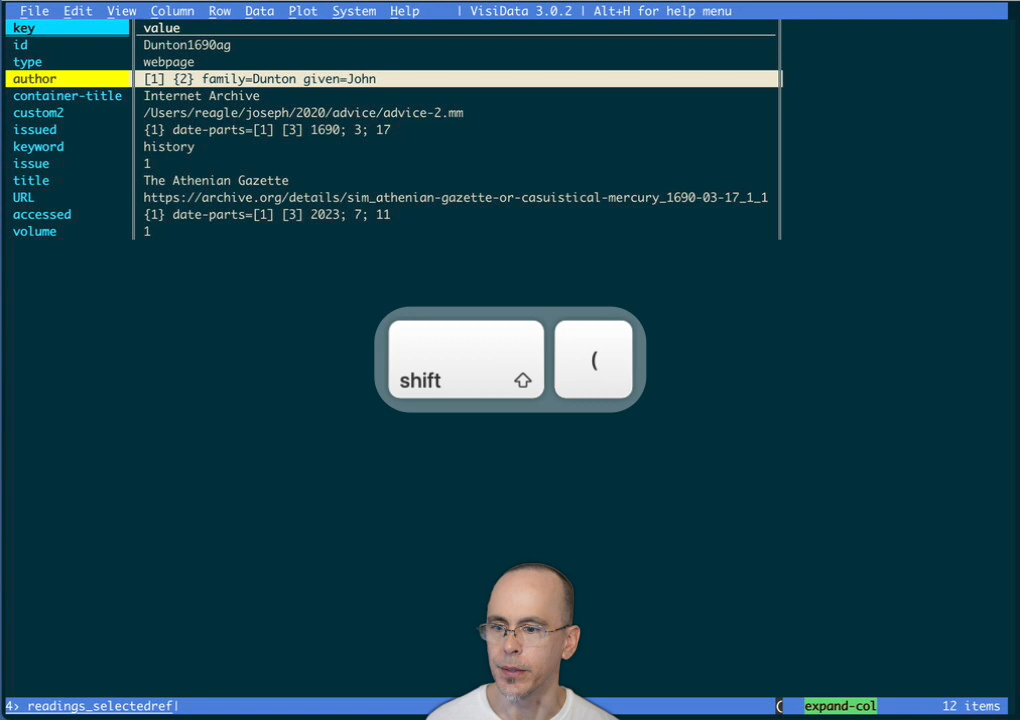 File Edit View Column Row Data Plot System Help | VisiData 3.0.2 | Alt+H for help menu
key value
id Dunton1690ag
type webpage
author [1] {2} family=Dunton given=John
container-title Internet Archive
custom2 /Users/reagle/joseph/2020/advice/advice-2.mm
issued {1} date-parts=[1] [3] 1690; 3; 17
keyword history
issue 1
title The Athenian Gazette
URL https://archive.org/details/sim_athenian-gazette-or-casuistical-mercury_1690-03-17_1_1
accessed {1} date-parts=[1] [3] 2023; 7; 11
volume 1
shift ⇧ (
4> readings_selectedref| ( expand-col 12 items